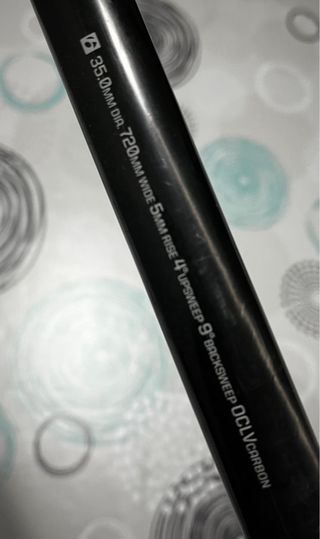 35.0MM DIA. 720MM WIDE 5MM RISE 4° UPSWEEP 9° BACKSWEEP OCLV CARBON